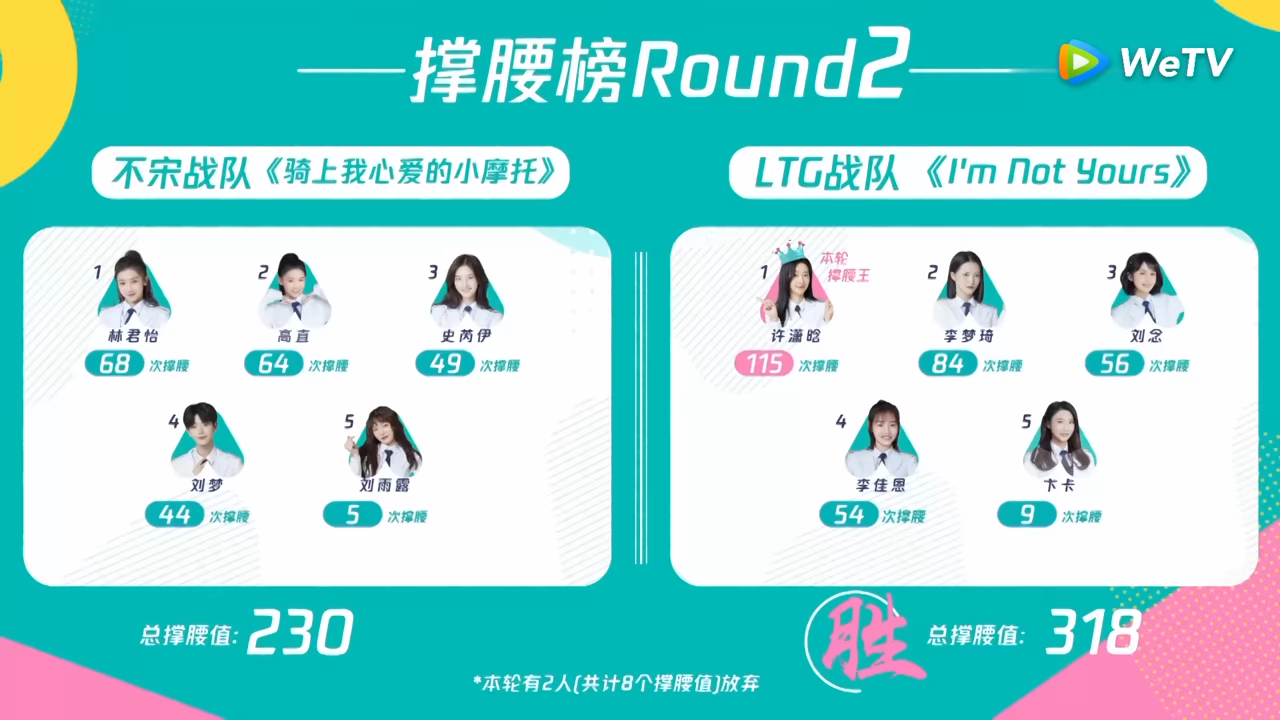 撑腰榜Round2
WeTV
不宋战队《骑上我心爱的小摩托》
LTG战队 《I'm Not Yours》
1
林君怡
68 次撑腰
2
高直
64 次撑腰
3
史芮伊
49 次撑腰
4
刘梦
44 次撑腰
5
刘雨露
5 次撑腰
总撑腰值: 230
1
本轮
撑腰王
许潇晗
115 次撑腰
2
李梦琦
84 次撑腰
3
刘念
56 次撑腰
4
李佳恩
54 次撑腰
5
卞卡
9 次撑腰
胜
总撑腰值: 318
*本轮有2人(共计8个撑腰值)放弃